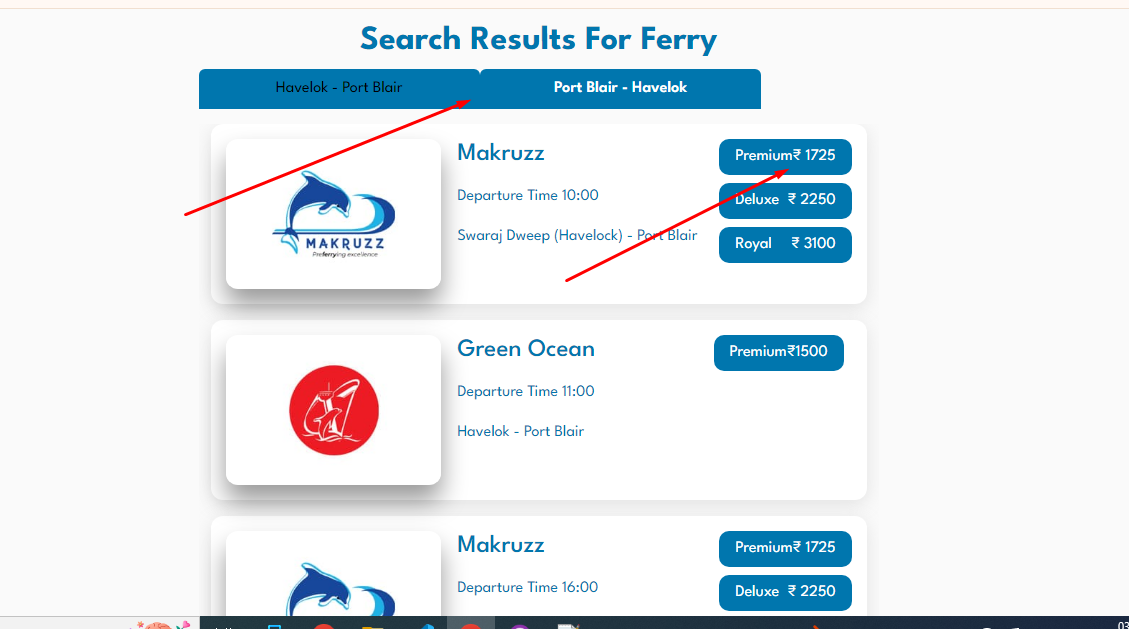 Search Results For Ferry
Havelok - Port Blair
Port Blair - Havelok
Makruzz
Departure Time 10:00
Swaraj Dweep (Havelock) - Port Blair
Premium₹ 1725
Deluxe ₹ 2250
Royal ₹ 3100
MAKRUZZ
Preferrying excellence
Green Ocean
Departure Time 11:00
Havelok - Port Blair
Premium₹1500
Makruzz
Departure Time 16:00
Premium₹ 1725
Deluxe ₹ 2250
03